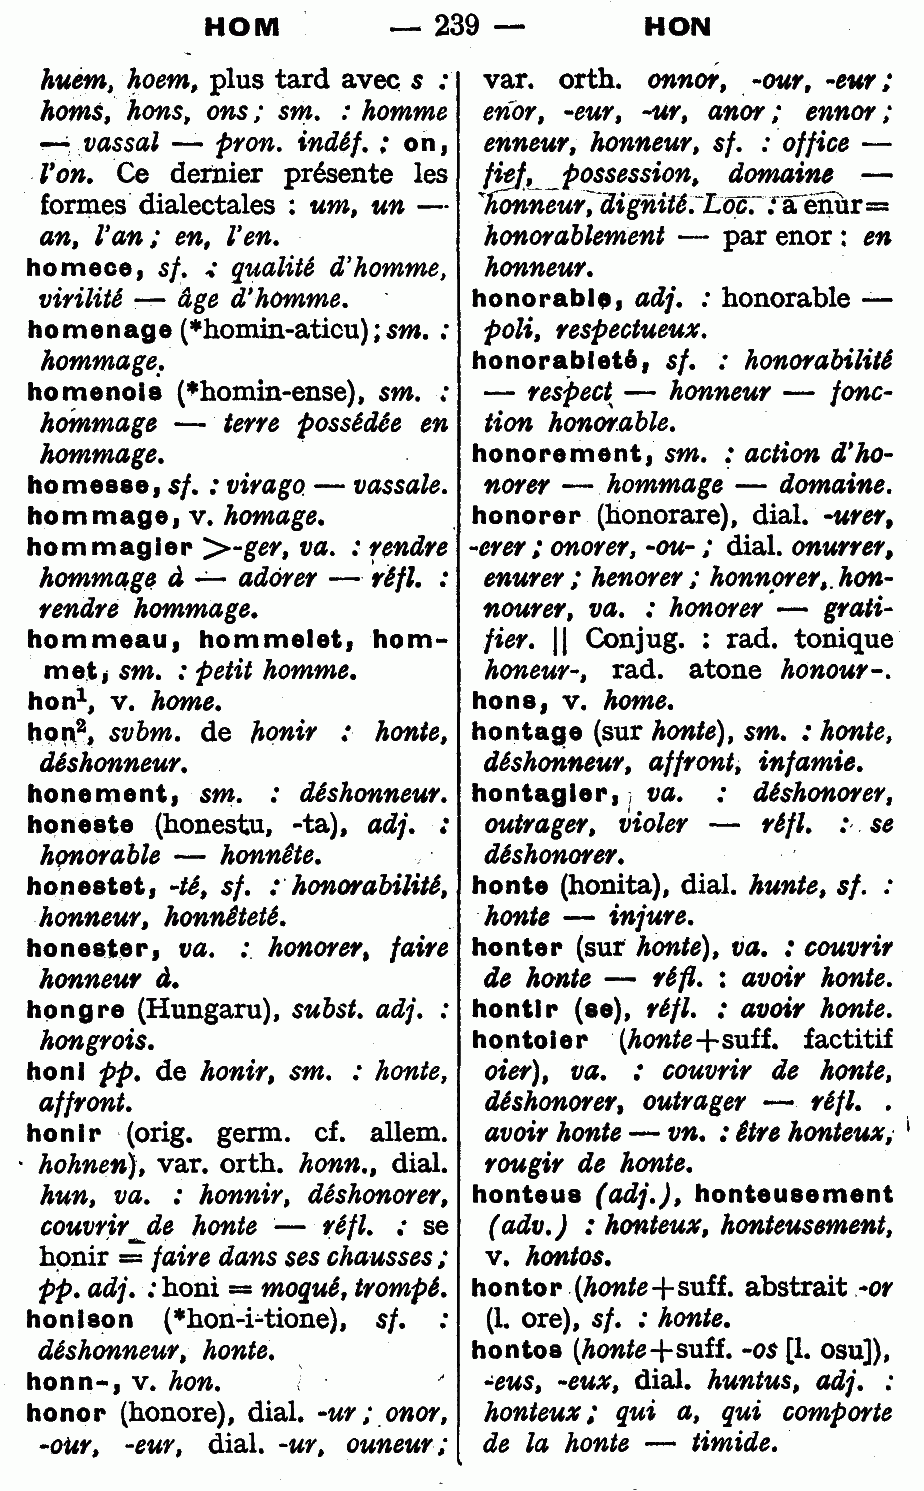 HOM — 239 — HON
huem, hoem, plus tard avec s :
homs, hons, ons ; sm. : homme
— vassal — pron. indéf. : on,
l'on. Ce dernier présente les
formes dialectales : um, un —
an, l'an ; en, l'en.
homece, sf. : qualité d'homme,
virilité — âge d'homme.
homenage (*homin-aticu) ; sm. :
hommage.
homenois (*homin-ense), sm. :
hommage — terre possédée en
hommage.
homesse, sf. : virago — vassale.
hommage, v. homage.
hommagier >-ger, va. : rendre
hommage à — adorer — réfl. :
rendre hommage.
hommeau, hommelet, hom-
met, sm. : petit homme.
hon¹, v. home.
hon², svbm. de honir : honte,
déshonneur.
honement, sm. : déshonneur.
honeste (honestu, -ta), adj. :
honorable — honnête.
honestet, -té, sf. : honorabilité,
honneur, honnêteté.
honester, va. : honorer, faire
honneur à.
hongre (Hungaru), subst. adj. :
hongrois.
honi pp. de honir, sm. : honte,
affront.
honir (orig. germ. cf. allem.
hohnen), var. orth. honn., dial.
hun, va. : honnir, déshonorer,
couvrir de honte — réfl. : se
honir = faire dans ses chausses ;
pp. adj. : honi = moqué, trompé.
honison (*hon-i-tione), sf. :
déshonneur, honte.
honn-, v. hon.
honor (honore), dial. -ur ; onor,
-our, -eur, dial. -ur, ouneur ;
var. orth. onnor, -our, -eur ;
enor, -eur, -ur, anor ; ennor ;
enneur, honneur, sf. : office —
fief, possession, domaine —
honneur, dignité. Loc. : a enur=
honorablement — par enor : en
honneur.
honorable, adj. : honorable —
poli, respectueux.
honorableté, sf. : honorabilité
— respect — honneur — fonc-
tion honorable.
honorement, sm. : action d'ho-
norer — hommage — domaine.
honorer (honorare), dial. -urer,
-erer ; onorer, -ou- ; dial. onurrer,
enurer ; henorer ; honnorer, hon-
nourer, va. : honorer — grati-
fier. || Conjug. : rad. tonique
honeur-, rad. atone honour-.
hons, v. home.
hontage (sur honte), sm. : honte,
déshonneur, affront, infamie.
hontagier, va. : déshonorer,
outrager, violer — réfl. : se
déshonorer.
honte (honita), dial. hunte, sf. :
honte — injure.
honter (sur honte), va. : couvrir
de honte — réfl. : avoir honte.
hontir (se), réfl. : avoir honte.
hontoier (honte+suff. factitif
oier), va. : couvrir de honte,
déshonorer, outrager — réfl. .
avoir honte — vn. : être honteux,
rougir de honte.
honteus (adj.), honteusement
(adv.) : honteux, honteusement,
v. hontos.
hontor (honte+suff. abstrait -or
(l. ore), sf. : honte.
hontos (honte+suff. -os [l. osu]),
-eus, -eux, dial. huntus, adj. :
honteux ; qui a, qui comporte
de la honte — timide.